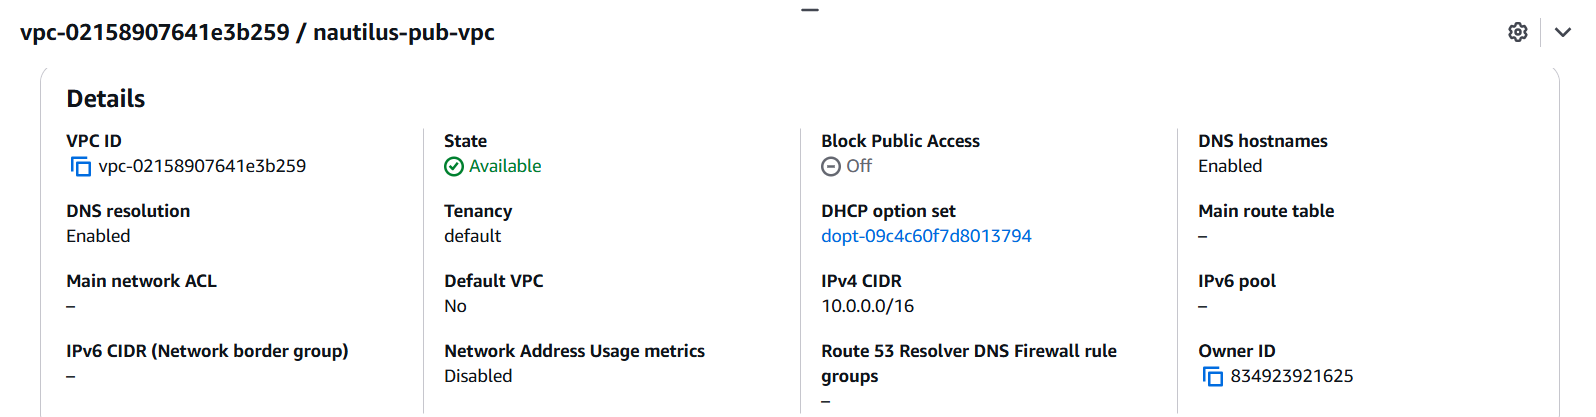 vpc-02158907641e3b259 / nautilus-pub-vpc
Details
VPC ID
vpc-02158907641e3b259
State
Available
Block Public Access
Off
DNS hostnames
Enabled
DNS resolution
Enabled
Tenancy
default
DHCP option set
dopt-09c4c60f7d8013794
Main route table
–
Main network ACL
–
Default VPC
No
IPv4 CIDR
10.0.0.0/16
IPv6 pool
–
IPv6 CIDR (Network border group)
–
Network Address Usage metrics
Disabled
Route 53 Resolver DNS Firewall rule
groups
–
Owner ID
834923921625